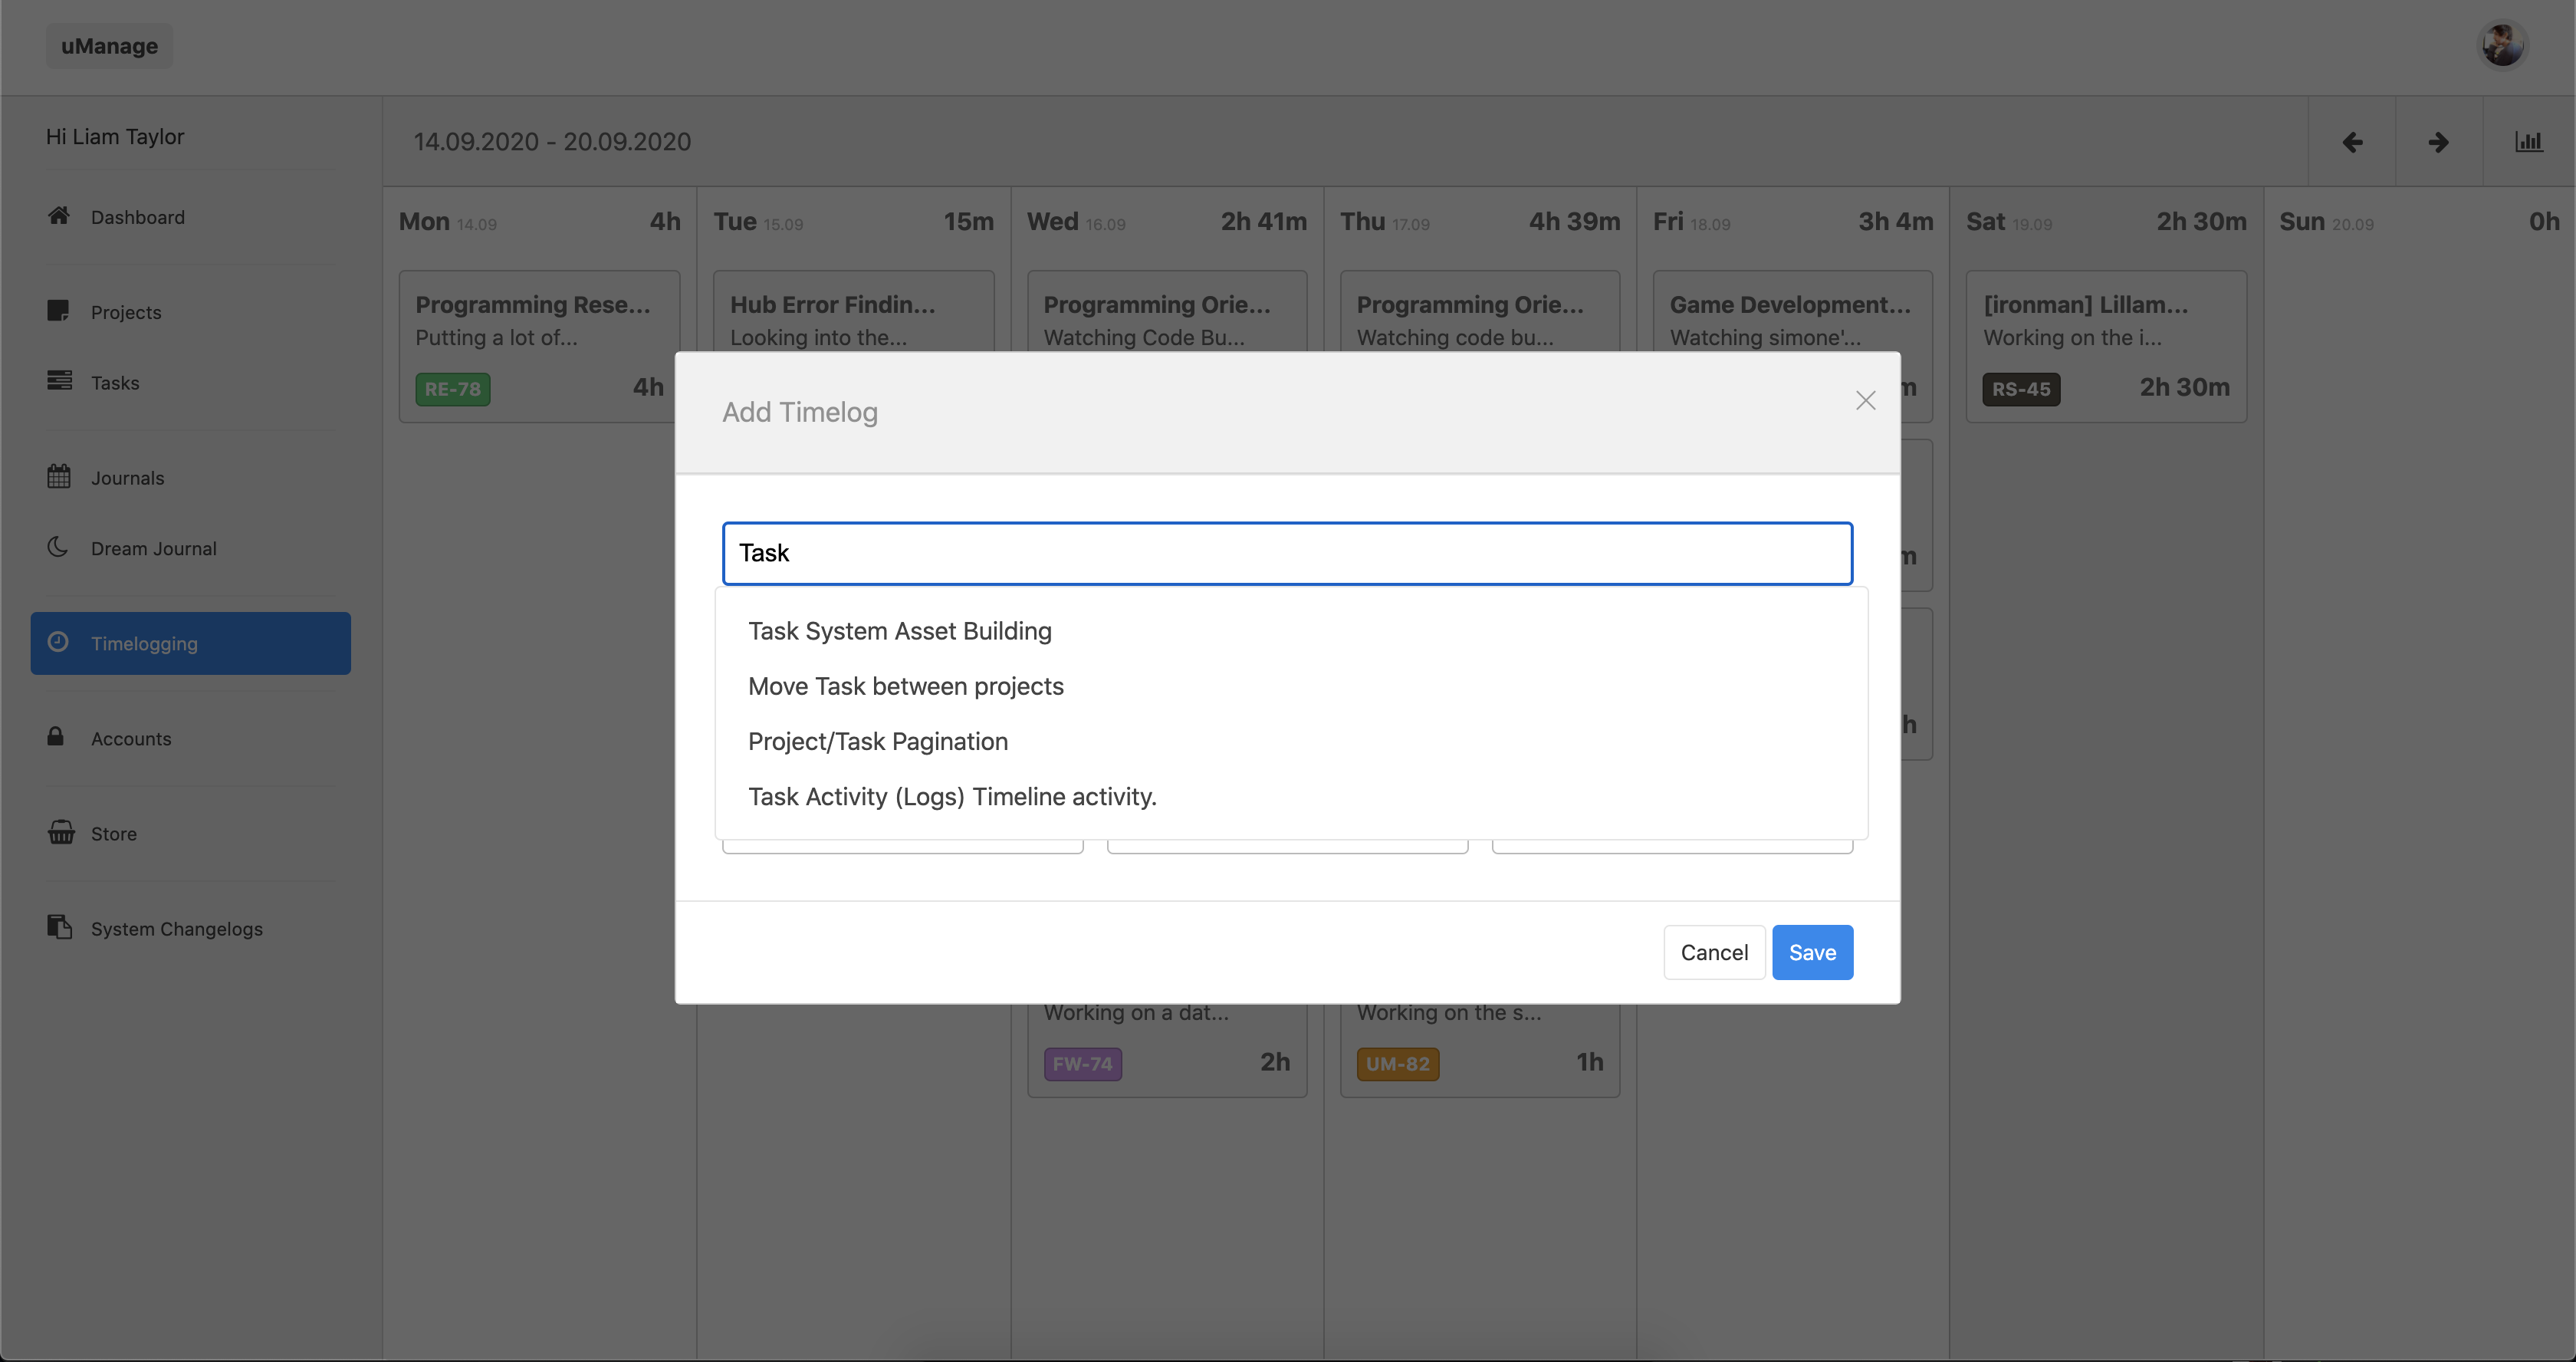 uManage
Hi Liam Taylor
Dashboard
Projects
Tasks
Journals
Dream Journal
Timelogging
Accounts
Store
System Changelogs
14.09.2020 - 20.09.2020
Mon 14.09 4h
Programming Rese...
Putting a lot of...
RE-78 4h
Tue 15.09 15m
Hub Error Findin...
Looking into the...
Wed 16.09 2h 41m
Programming Orie...
Watching Code Bu...
Working on a dat...
FW-74 2h
Thu 17.09 4h 39m
Programming Orie...
Watching code bu...
Working on the s...
UM-82 1h
Fri 18.09 3h 4m
Game Development...
Watching simone'...
m
m
h
Sat 19.09 2h 30m
[ironman] Lillam...
Working on the i...
RS-45 2h 30m
Sun 20.09 0h
Add Timelog
Task
Task System Asset Building
Move Task between projects
Project/Task Pagination
Task Activity (Logs) Timeline activity.
Cancel Save